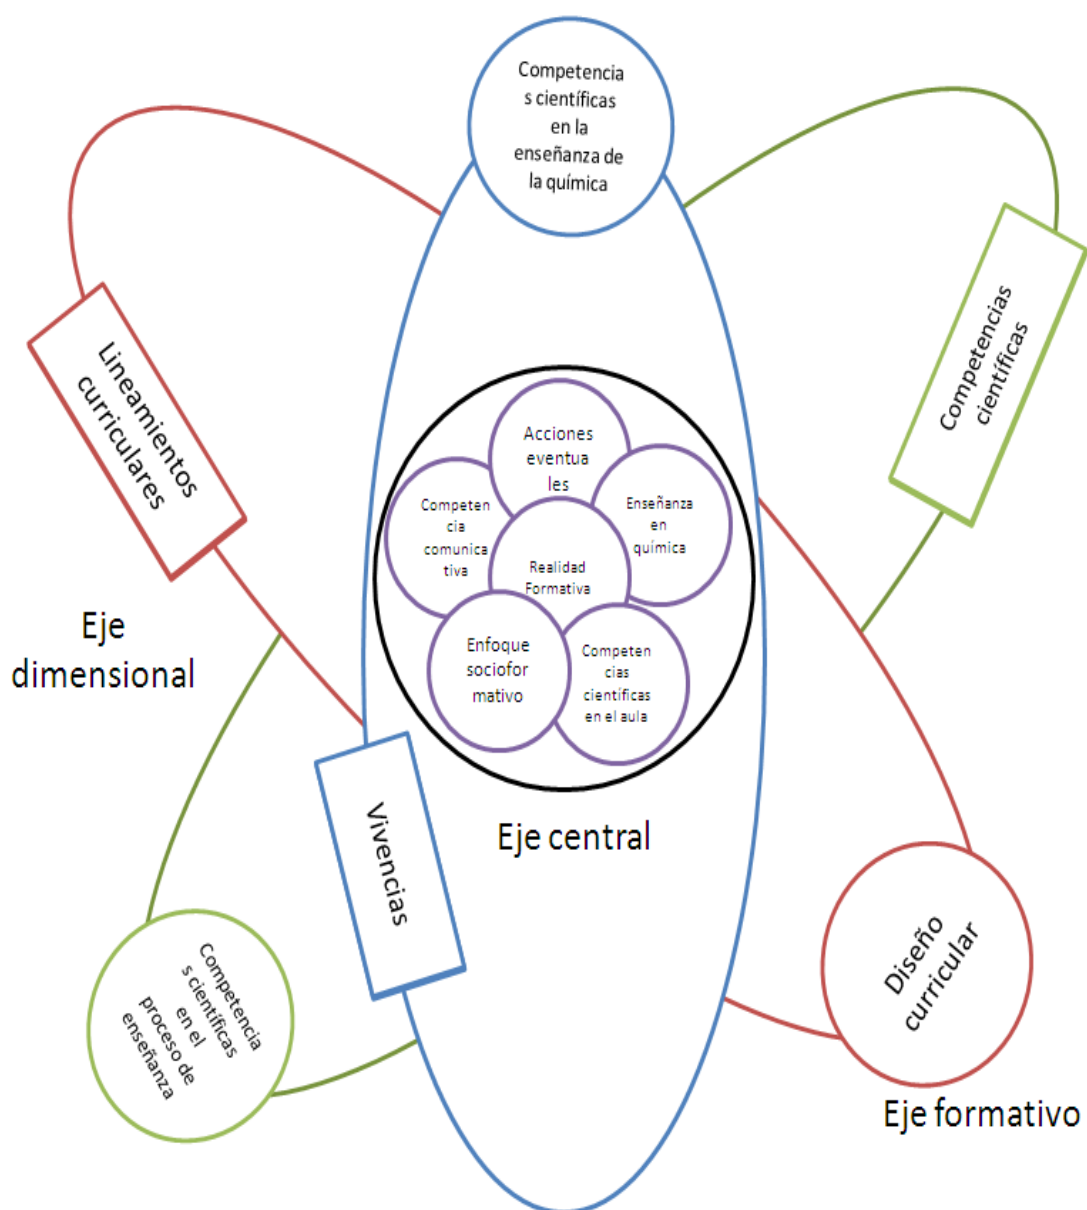 Competencia
s científicas
en la
enseñanza de
la química
Lineamientos
curriculares
Competencias
científicas
Acciones
eventua
les
Competen
cia
comunica
tiva
Enseñanza
en
química
Realidad
Formativa
Enfoque
sociofor
mativo
Competen
cias
científicas
en el aula
Eje
dimensional
Vivencias
Eje central
Competencia
s científicas
en el
proceso de
enseñanza
Diseño
curricular
Eje formativo